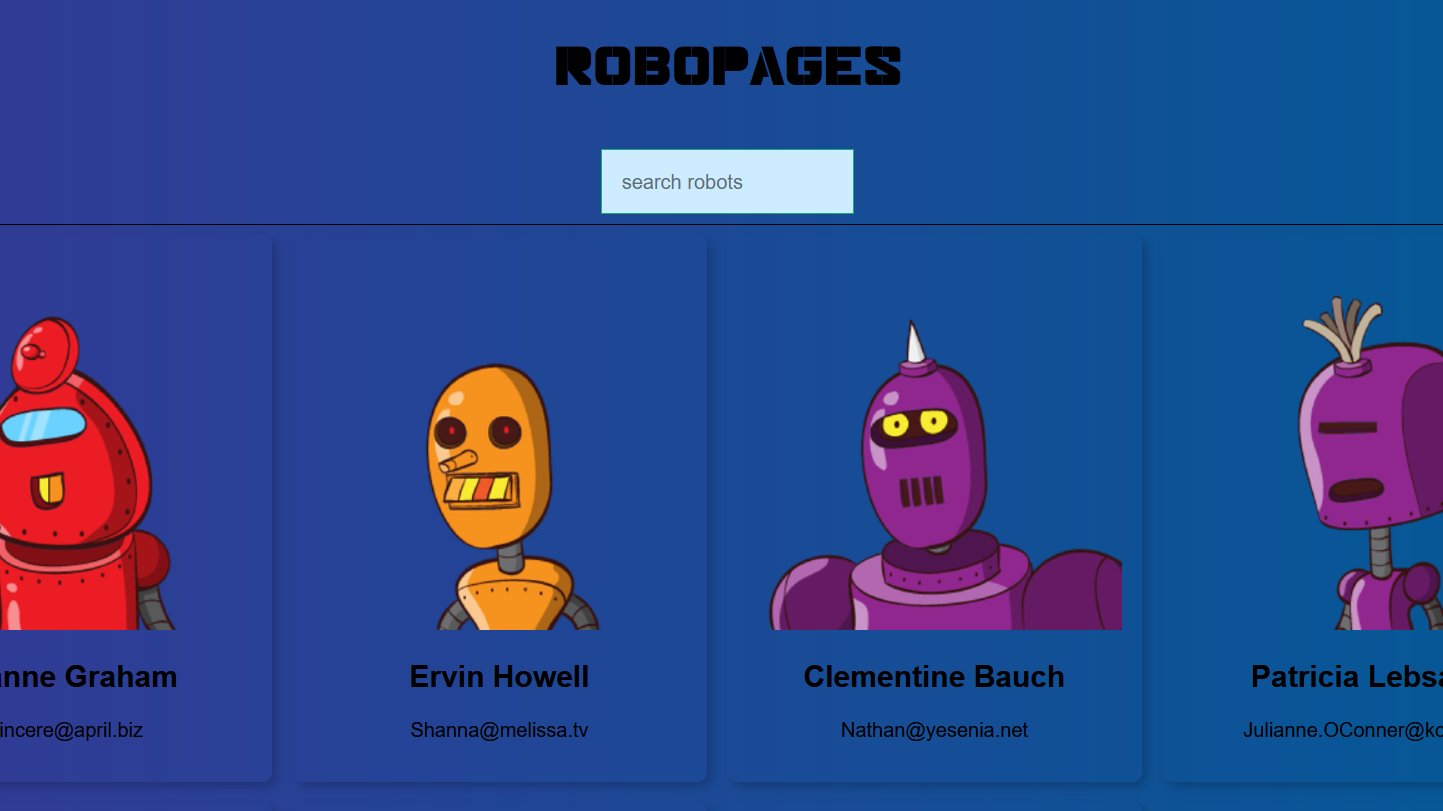 ROBOPAGES
search robots
anne Graham
Ervin Howell
Clementine Bauch
Patricia Lebsa
incere@april.biz
Shanna@melissa.tv
Nathan@yesenia.net
Julianne.OConner@ko